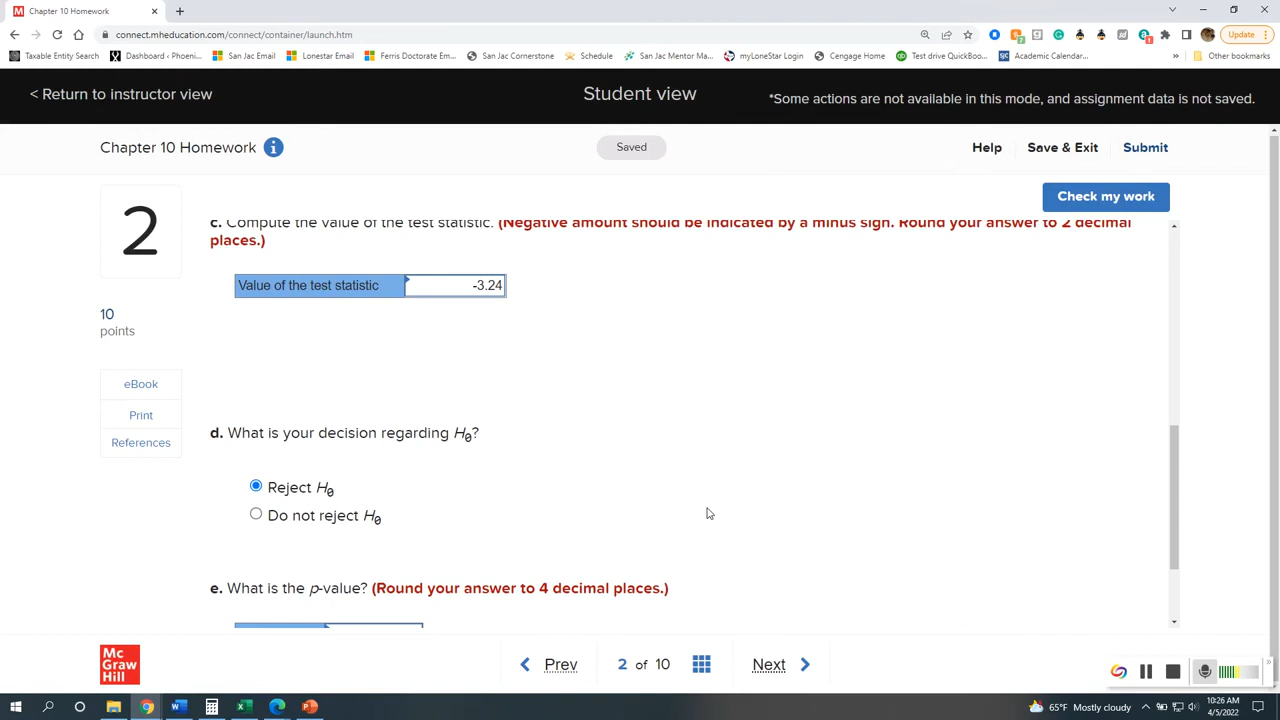 Chapter 10 Homework
connect.mheducation.com/connect/container/launch.htm
Update
Taxable Entity Search
Dashboard ‹ Phoeni...
San Jac Email
Lonestar Email
Ferris Doctorate Em...
San Jac Cornerstone
Schedule
San Jac Mentor Ma...
myLoneStar Login
Cengage Home
Test drive QuickBoo...
Academic Calendar...
»
Other bookmarks
< Return to instructor view
Student view
*Some actions are not available in this mode, and assignment data is not saved.
Chapter 10 Homework
Saved
Help
Save & Exit
Submit
Check my work
2
10
points
eBook
Print
References
c. Compute the value of the test statistic. (Negative amount should be indicated by a minus sign. Round your answer to 2 decimal
places.)
Value of the test statistic -3.24
d. What is your decision regarding H0?
Reject H0
Do not reject H0
e. What is the p-value? (Round your answer to 4 decimal places.)
Mc
Graw
Hill
Prev
2 of 10
Next
65°F Mostly cloudy
10:26 AM
4/5/2022